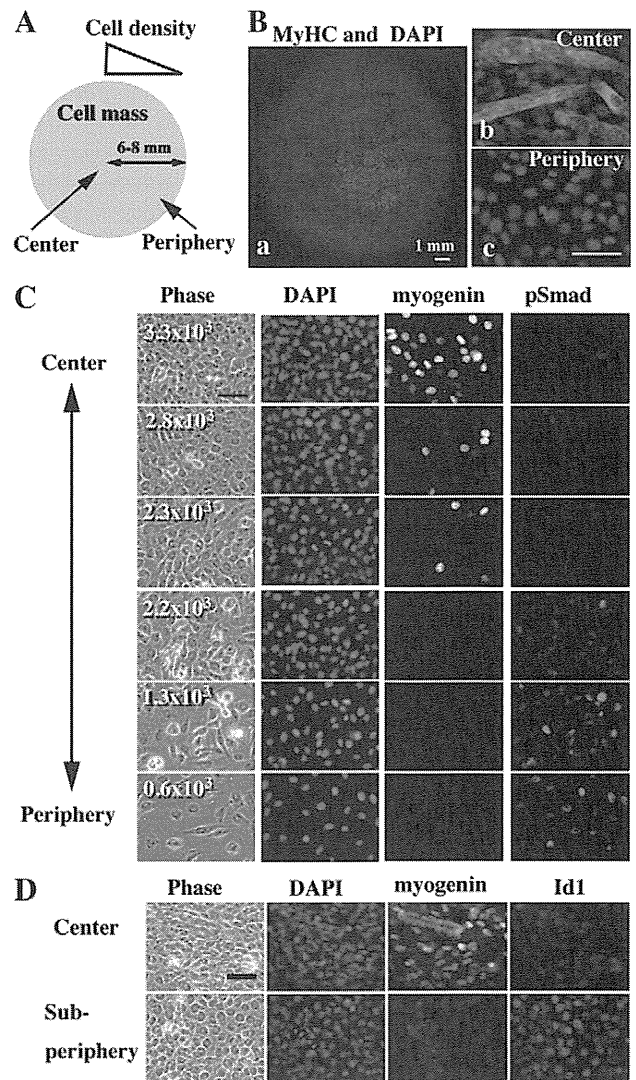 A
Cell density
Cell mass
6-8 mm
Center
Periphery
B
MyHC and DAPI
a
1 mm
Center
b
Periphery
c
C
Phase DAPI myogenin pSmad
Center
3.3x10³
2.8x10³
2.3x10³
2.2x10³
1.3x10³
0.6x10³
Periphery
D
Phase DAPI myogenin Id1
Center
Sub-
periphery